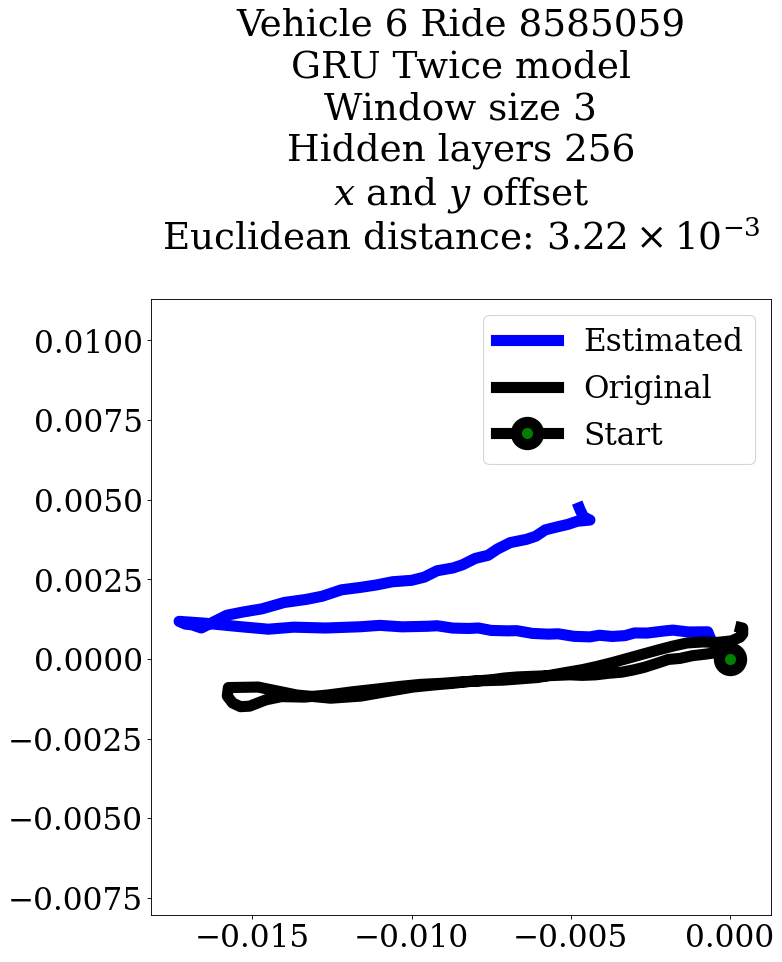 Vehicle 6 Ride 8585059
GRU Twice model
Window size 3
Hidden layers 256
x and y offset
Euclidean distance: 3.22 × 10⁻³
Estimated
Original
Start
0.0100
0.0075
0.0050
0.0025
0.0000
−0.0025
−0.0050
−0.0075
−0.015 −0.010 −0.005 0.000